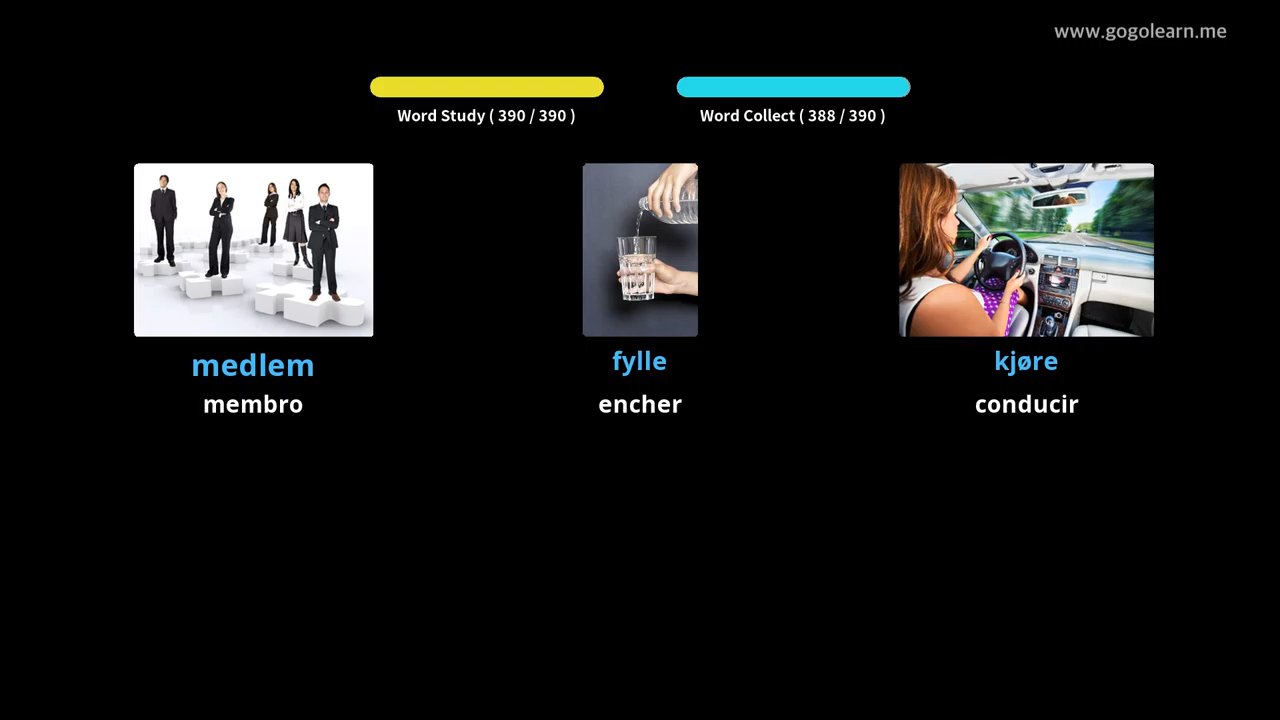 www.gogolearn.me
Word Study ( 390 / 390 )
Word Collect ( 388 / 390 )
medlem
fylle
kjøre
membro
encher
conducir